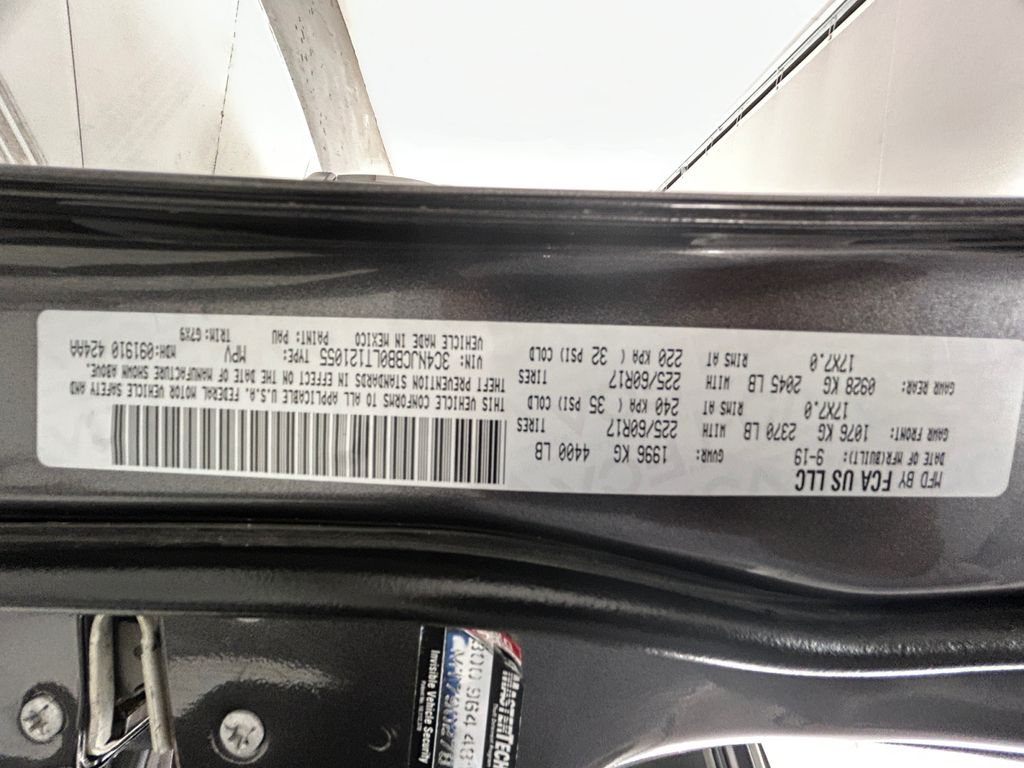 MFD BY FCA US LLC
DATE OF MFR(BUILT): 9-19 GVWR: 1996 KG 4400 LB
GAWR FRONT: 1076 KG 2370 LB WITH 225/60R17 TIRES
17X7.0 RIMS AT 240 KPA ( 35 PSI) COLD
GAWR REAR: 0928 KG 2045 LB WITH 225/60R17 TIRES
17X7.0 RIMS AT 220 KPA ( 32 PSI) COLD
THIS VEHICLE CONFORMS TO ALL APPLICABLE U.S.A. FEDERAL MOTOR VEHICLE SAFETY AND
THEFT PREVENTION STANDARDS IN EFFECT ON THE DATE OF MANUFACTURE SHOWN ABOVE.
VIN: 3C4NJCBB0LT121055 TYPE: MPV MDH:091910 424AA
VEHICLE MADE IN MEXICO PAINT: PAU TRIM: G7X9
Invisible Vehicle Security